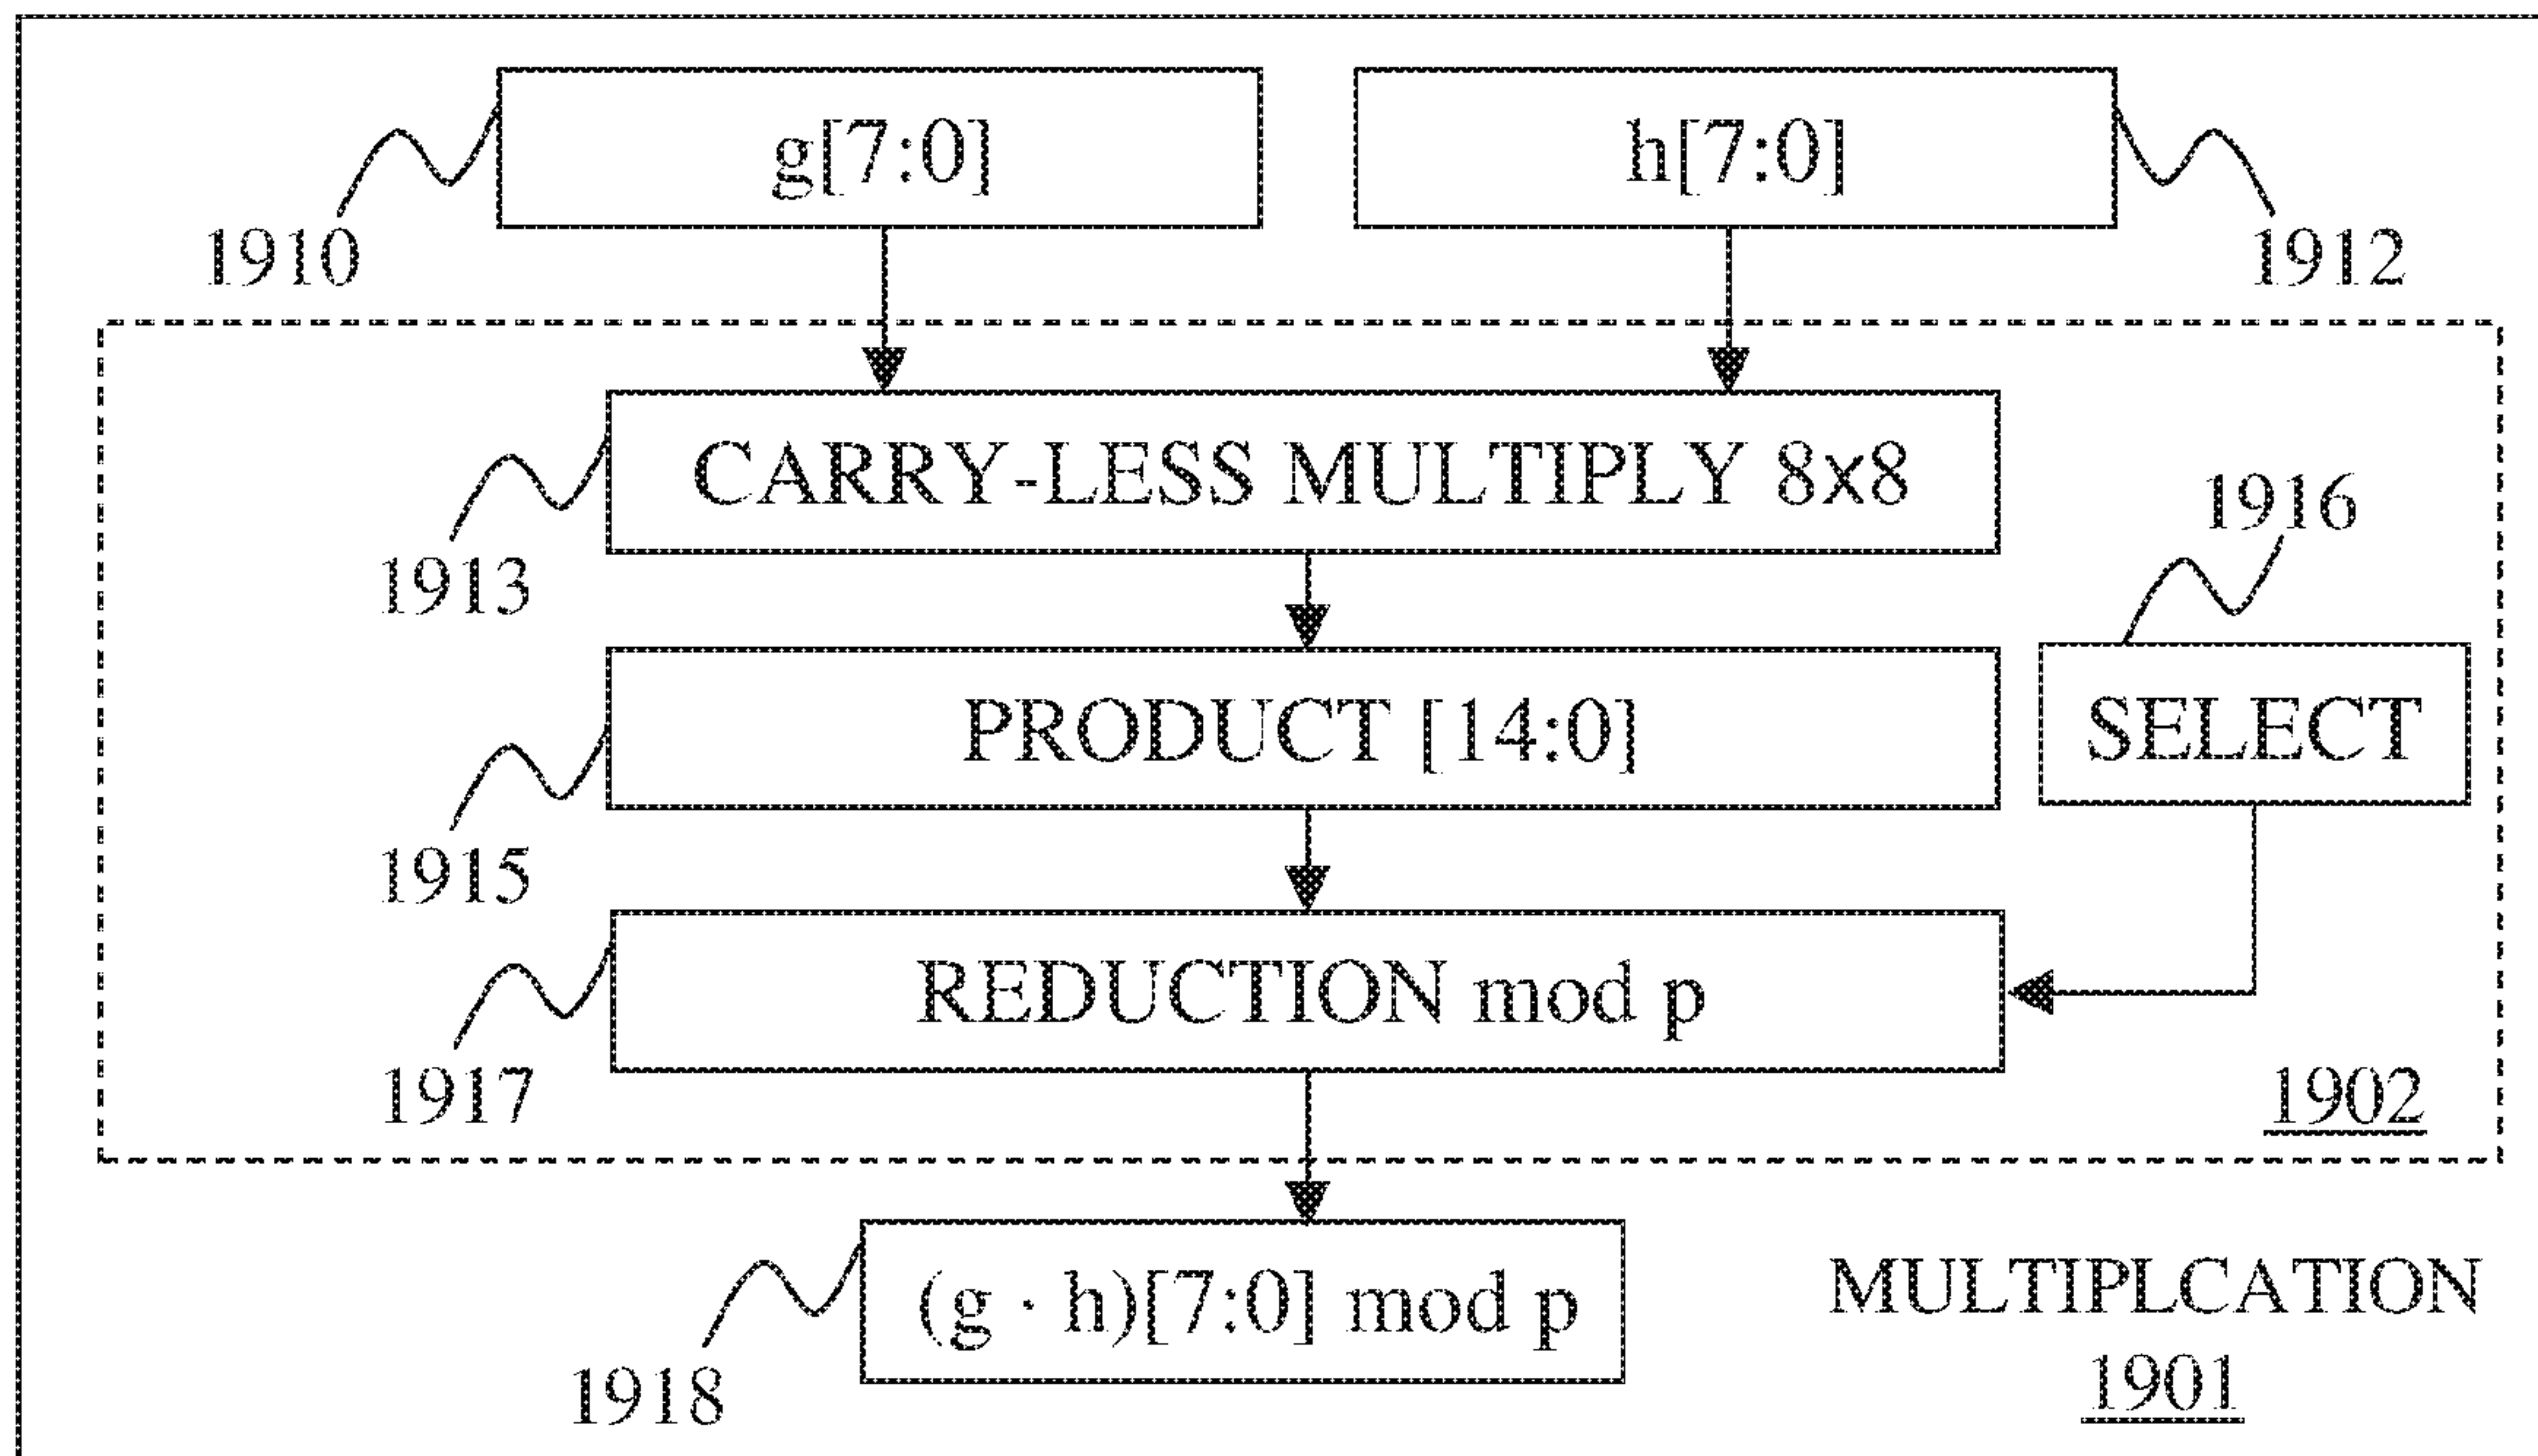 g[7:0]
h[7:0]
1910
1912
CARRY-LESS MULTIPLY 8x8
1916
1913
PRODUCT [14:0]
SELECT
1915
REDUCTION mod p
1917
1902
(g · h)[7:0] mod p
MULTIPLCATION
1918
1901